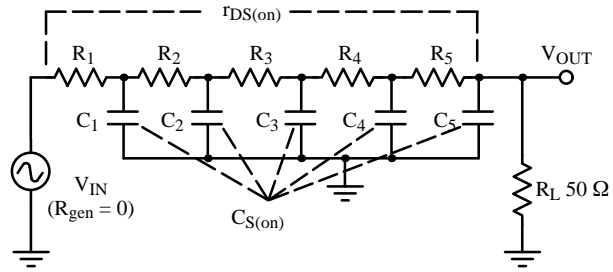 r_DS(on)
R1 R2 R3 R4 R5 VOUT
C1 C2 C3 C4 C5
VIN
(Rgen = 0)
CS(on)
RL 50 Ω